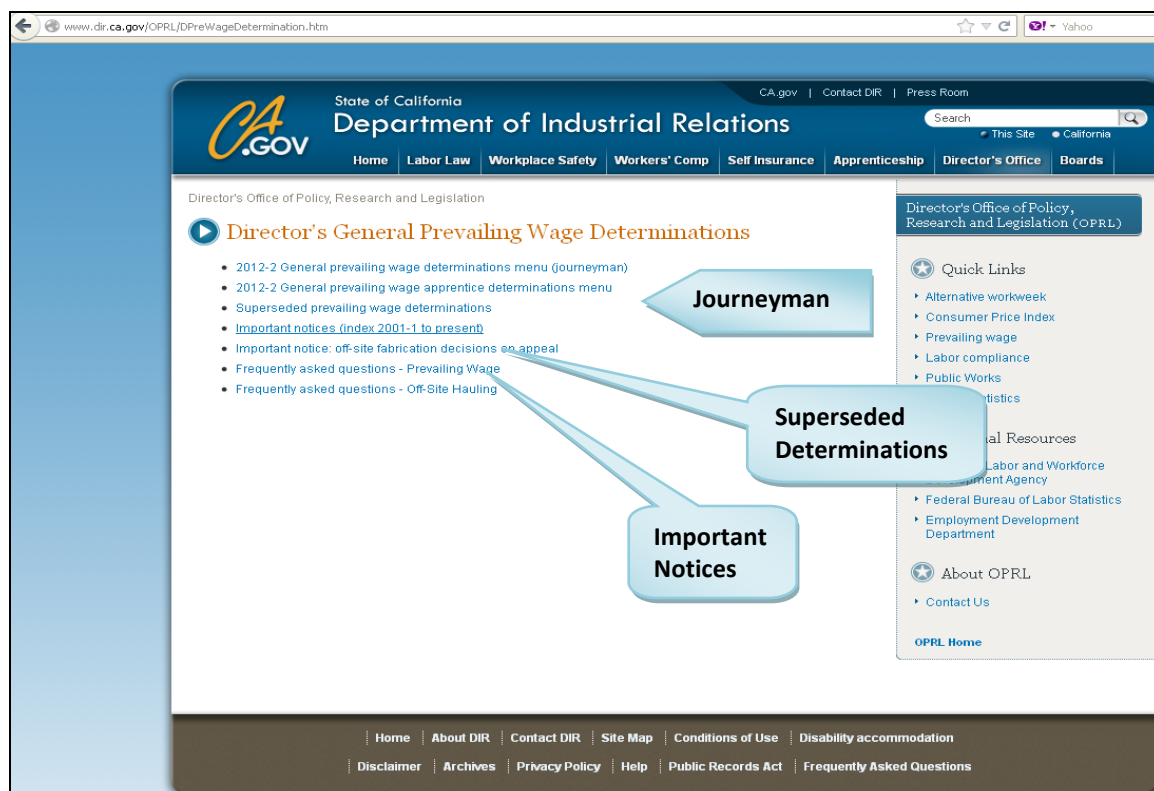 www.dir.ca.gov/OPRL/DPreWageDetermination.htm
Yahoo
CA.gov | Contact DIR | Press Room
CA.GOV
State of California
Department of Industrial Relations
Search
This Site California
Home Labor Law Workplace Safety Workers' Comp Self Insurance Apprenticeship Director's Office Boards
Director's Office of Policy, Research and Legislation
Director's General Prevailing Wage Determinations
2012-2 General prevailing wage determinations menu (journeyman)
2012-2 General prevailing wage apprentice determinations menu
Superseded prevailing wage determinations
Important notices (index 2001-1 to present)
Important notice: off-site fabrication decisions on appeal
Frequently asked questions - Prevailing Wage
Frequently asked questions - Off-Site Hauling
Journeyman
Superseded
Determinations
Important
Notices
Director's Office of Policy,
Research and Legislation (OPRL)
Quick Links
Alternative workweek
Consumer Price Index
Prevailing wage
Labor compliance
Public Works
Resources
Labor and Workforce
Agency
Federal Bureau of Labor Statistics
Employment Development
Department
About OPRL
Contact Us
OPRL Home
Home About DIR Contact DIR Site Map Conditions of Use Disability accommodation
Disclaimer Archives Privacy Policy Help Public Records Act Frequently Asked Questions